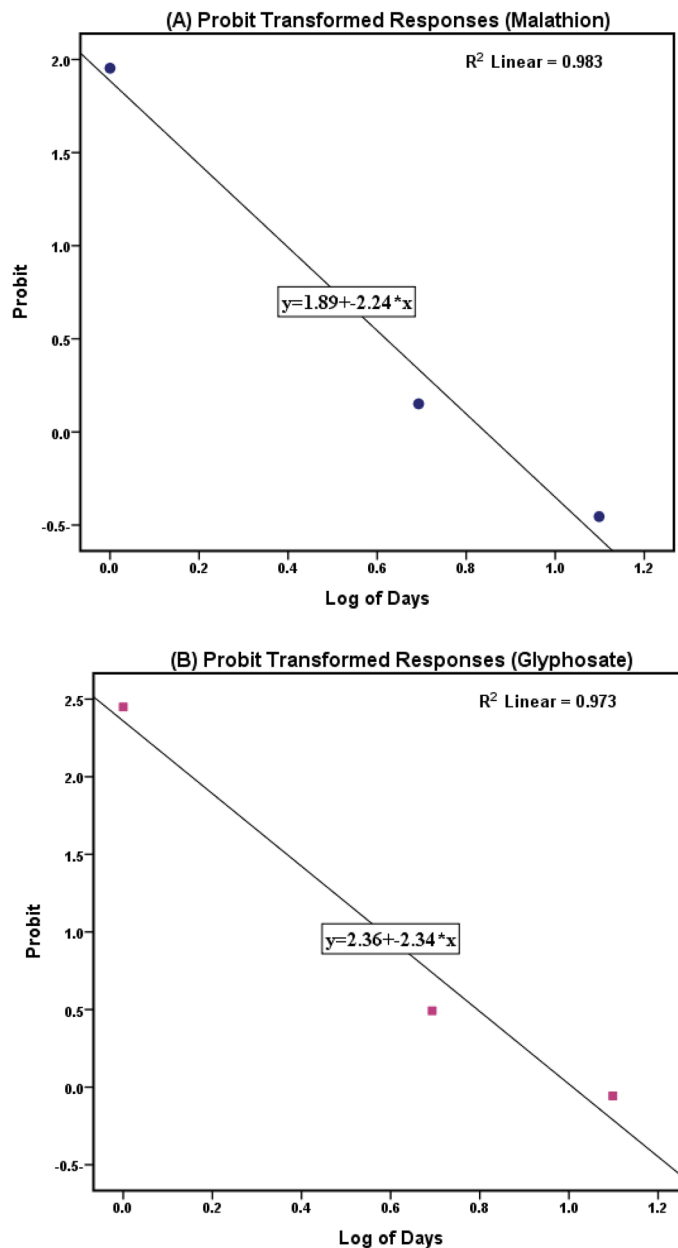 (A) Probit Transformed Responses (Malathion)
R² Linear = 0.983
2.0
1.5
1.0
0.5
0.0
-0.5-
Probit
y=1.89+-2.24*x
0.0 0.2 0.4 0.6 0.8 1.0 1.2
Log of Days
(B) Probit Transformed Responses (Glyphosate)
R² Linear = 0.973
2.5
2.0
1.5
1.0
0.5
0.0
-0.5-
Probit
y=2.36+-2.34*x
0.0 0.2 0.4 0.6 0.8 1.0 1.2
Log of Days